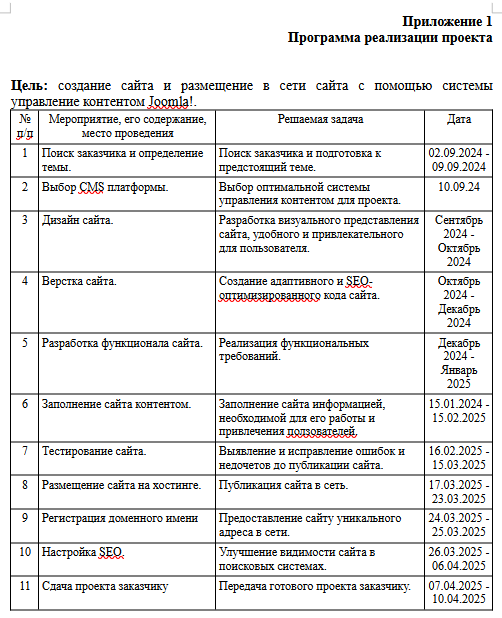 Приложение 1
Программа реализации проекта
Цель: создание сайта и размещение в сети сайта с помощью системы
управление контентом Joomla!.
№
п/п
Мероприятие, его содержание,
место проведения
Решаемая задача
Дата
1
Поиск заказчика и определение
темы.
Поиск заказчика и подготовка к
предстоящий теме.
02.09.2024 -
09.09.2024
2
Выбор CMS платформы.
Выбор оптимальной системы
управления контентом для проекта.
10.09.24
3
Дизайн сайта.
Разработка визуального представления
сайта, удобного и привлекательного
для пользователя.
Сентябрь
2024 -
Октябрь
2024
4
Верстка сайта.
Создание адаптивного и SEO-
оптимизированного кода сайта.
Октябрь
2024 -
Декабрь
2024
5
Разработка функционала сайта.
Реализация функциональных
требований.
Декабрь
2024 -
Январь
2025
6
Заполнение сайта контентом.
Заполнение сайта информацией,
необходимой для его работы и
привлечения ползователей.
15.01.2024 -
15.02.2025
7
Тестирование сайта.
Выявление и исправление ошибок и
недочетов до публикации сайта.
16.02.2025 -
15.03.2025
8
Размещение сайта на хостинге.
Публикация сайта в сеть.
17.03.2025 -
23.03.2025
9
Регистрация доменного имени
Предоставление сайту уникального
адреса в сети.
24.03.2025 -
25.03.2025
10
Настройка SEO.
Улучшение видимости сайта в
поисковых системах.
26.03.2025 -
06.04.2025
11
Сдача проекта заказчику
Передача готового проекта заказчику.
07.04.2025 -
10.04.2025